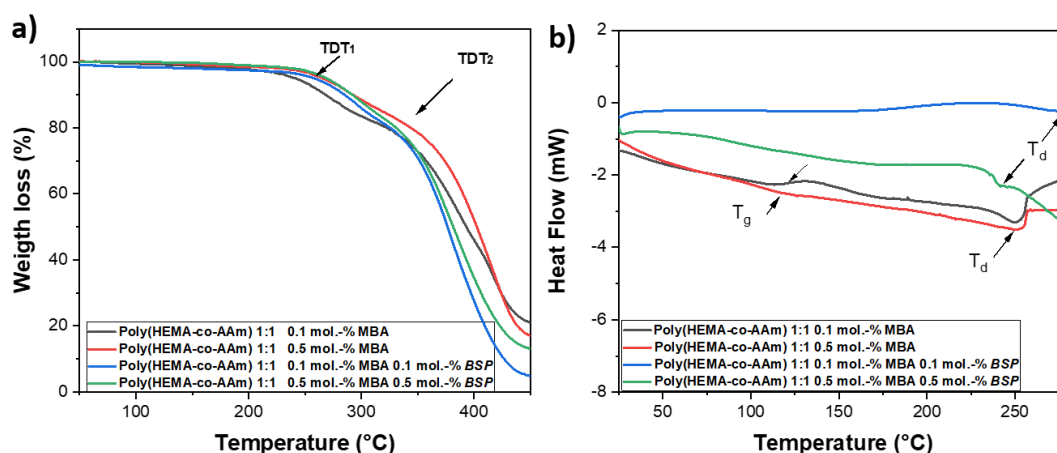 a)
Weigth loss (%)
100
80
60
40
20
0
TDT1
TDT2
Poly(HEMA-co-AAm) 1:1 0.1 mol.-% MBA
Poly(HEMA-co-AAm) 1:1 0.5 mol.-% MBA
Poly(HEMA-co-AAm) 1:1 0.1 mol.-% MBA 0.1 mol.-% BSP
Poly(HEMA-co-AAm) 1:1 0.5 mol.-% MBA 0.5 mol.-% BSP
100 200 300 400
Temperature (°C)
b)
Heat Flow (mW)
2
0
-2
-4
-6
-8
Td
Tg
Td
Poly(HEMA-co-AAm) 1:1 0.1 mol.-% MBA
Poly(HEMA-co-AAm) 1:1 0.5 mol.-% MBA
Poly(HEMA-co-AAm) 1:1 0.1 mol.-% MBA 0.1 mol.-% BSP
Poly(HEMA-co-AAm) 1:1 0.5 mol.-% MBA 0.5 mol.-% BSP
50 100 150 200 250
Temperature (°C)